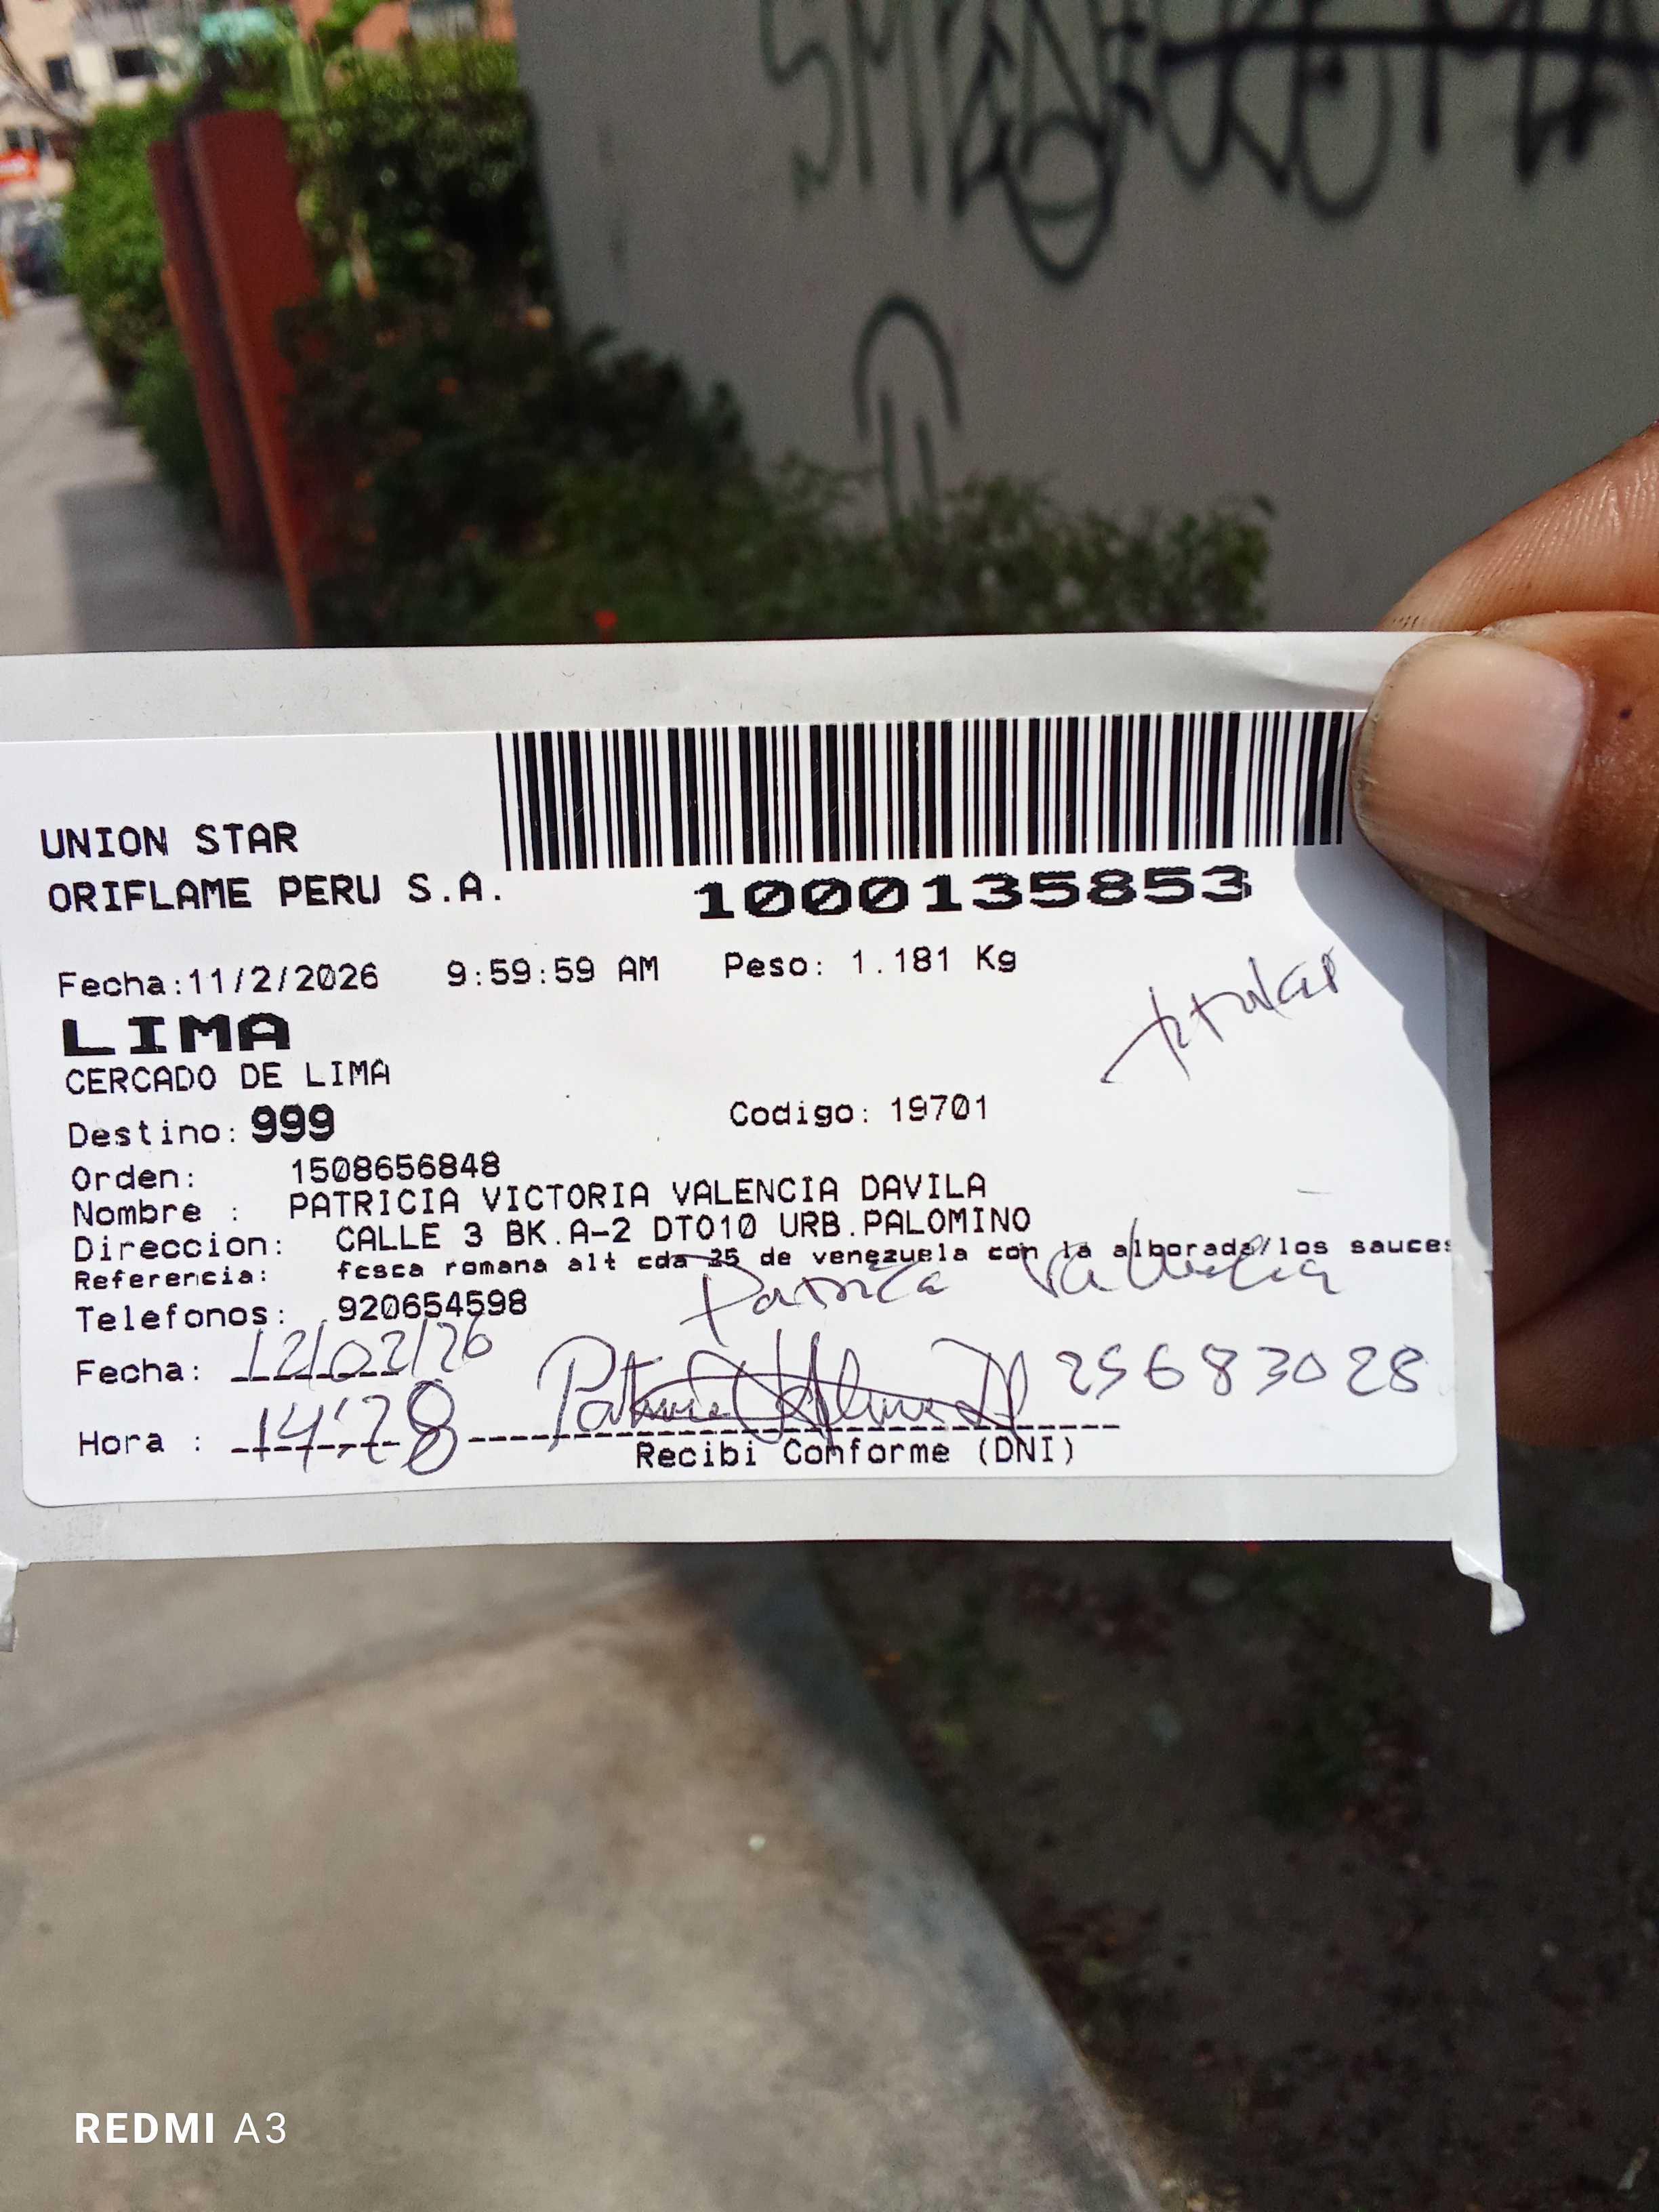 UNION STAR
ORIFLAME PERU S.A.
1000135853
Fecha:11/2/2026 9:59:59 AM Peso: 1.181 Kg
titular
LIMA
CERCADO DE LIMA
Destino: 999 Codigo: 19701
Orden: 1508656848
Nombre : PATRICIA VICTORIA VALENCIA DAVILA
Direccion: CALLE 3 BK.A-2 DTO10 URB.PALOMINO
Referencia: fcsca romana alt cda 35 de venezuela con la alborada/los sauces
Telefonos: 920654598
Patricia Valencia
Fecha: 12/02/26
25683028
Hora : 14:28
Recibi Conforme (DNI)
REDMI A3